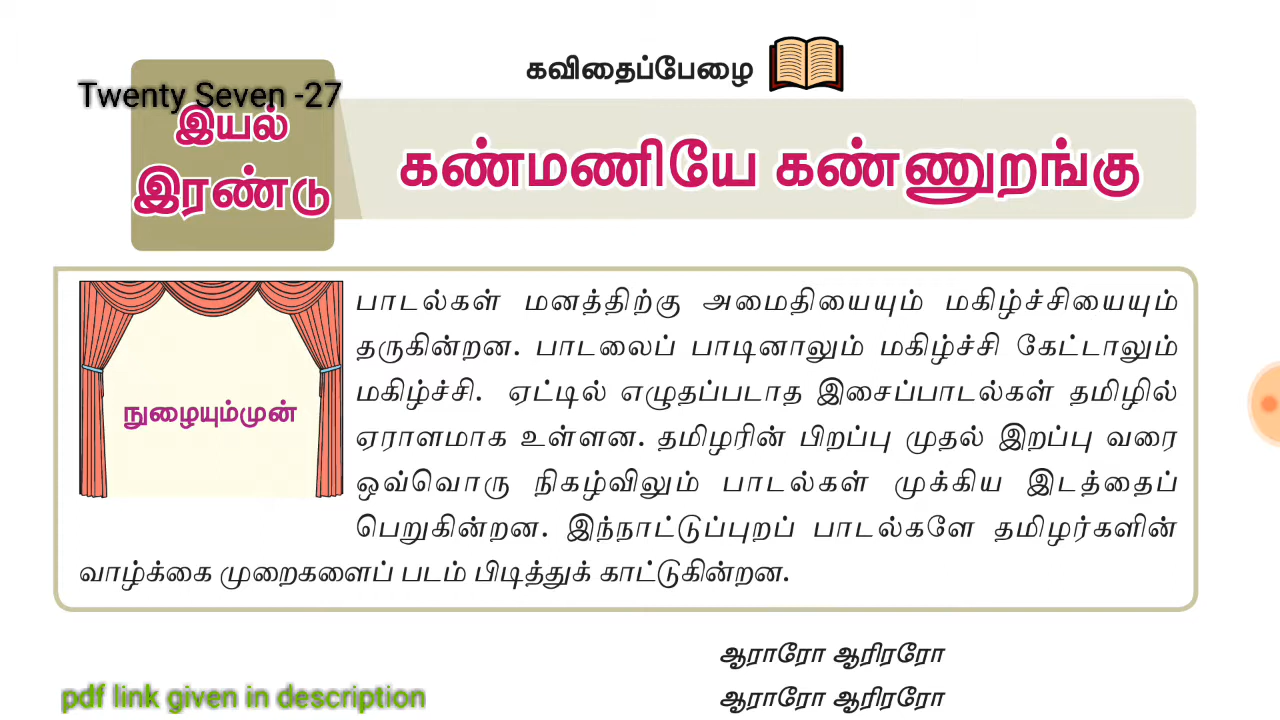 கவிதைப்பேழை
Twenty Seven -27
இயல்
இரண்டு
கண்மணியே கண்ணுறங்கு
நுழையும்முன்
பாடல்கள் மனத்திற்கு அமைதியையும் மகிழ்ச்சியையும்
தருகின்றன. பாடலைப் பாடினாலும் மகிழ்ச்சி கேட்டாலும்
மகிழ்ச்சி. ஏட்டில் எழுதப்படாத இசைப்பாடல்கள் தமிழில்
ஏராளமாக உள்ளன. தமிழரின் பிறப்பு முதல் இறப்பு வரை
ஒவ்வொரு நிகழ்விலும் பாடல்கள் முக்கிய இடத்தைப்
பெறுகின்றன. இந்நாட்டுப்புறப் பாடல்களே தமிழர்களின்
வாழ்க்கை முறைகளைப் படம் பிடித்துக் காட்டுகின்றன.
ஆராரோ ஆரிரரோ
ஆராரோ ஆரிரரோ
pdf link given in description